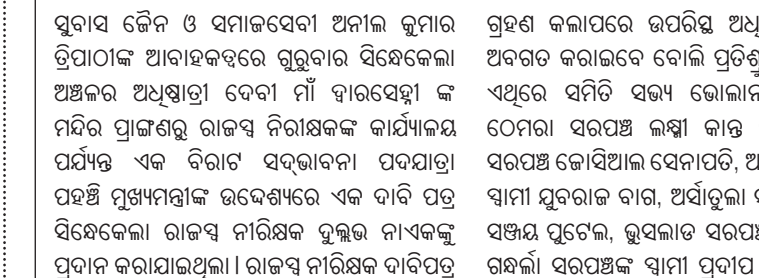 ସୁବାସ ଜୈନ ଓ ସମାଜସେବୀ ଅନୀଲ କୁମାର
ତ୍ରିପାଠୀଙ୍କ ଆବାହକତ୍ୱରେ ଗୁରୁବାର ସିନ୍ଧେକେଲା
ଅଞ୍ଚଳର ଅଧିଷ୍ଠାତ୍ରୀ ଦେବୀ ମାଁ ଦ୍ୱାରସେହ୍ନୀ ଙ୍କ
ମନ୍ଦିର ପ୍ରାଙ୍ଗଣରୁ ରାଜସ୍ୱ ନିରୀକ୍ଷକଙ୍କ କାର୍ଯ୍ୟାଳୟ
ପର୍ଯ୍ୟନ୍ତ ଏକ ବିରାଟ ସଦ୍‌ଭାବନା ପଦଯାତ୍ରା
ପହଞ୍ଚି ମୁଖ୍ୟମନ୍ତ୍ରୀଙ୍କ ଉଦ୍ଦେଶ୍ୟରେ ଏକ ଦାବି ପତ୍ର
ସିନ୍ଧେକେଲା ରାଜସ୍ୱ ନୀରିକ୍ଷକ ଦୁଲ୍ଲଭ ନାଏକଙ୍କୁ
ପ୍ରଦାନ କରାଯାଇଥିଲା । ରାଜସ୍ୱ ନୀରିକ୍ଷକ ଦାବିପତ୍ର
ଗ୍ରହଣ କଲାପରେ ଉପରିସ୍ଥ
ଅବଗତ କରାଇବେ ବୋଲି
ଏଥିରେ ସମିତି ସଭ୍ୟ
ଠେମରା ସରପଞ୍ଚ ଲକ୍ଷ୍ମୀ କାନ୍ତ
ସରପଞ୍ଚ ଜୋସିଆଲ ସେନାପତି,
ସ୍ୱାମୀ ଯୁବରାଜ ବାଗ, ଅର୍ସାତୁଲା
ସଞ୍ଜୟ ପୁଟେଲ, ଭୁସଲାଡ
ଗନ୍ଧର୍ଲା ସରପଞ୍ଚଙ୍କ ସ୍ୱାମୀ ପ୍ରଦୀପ